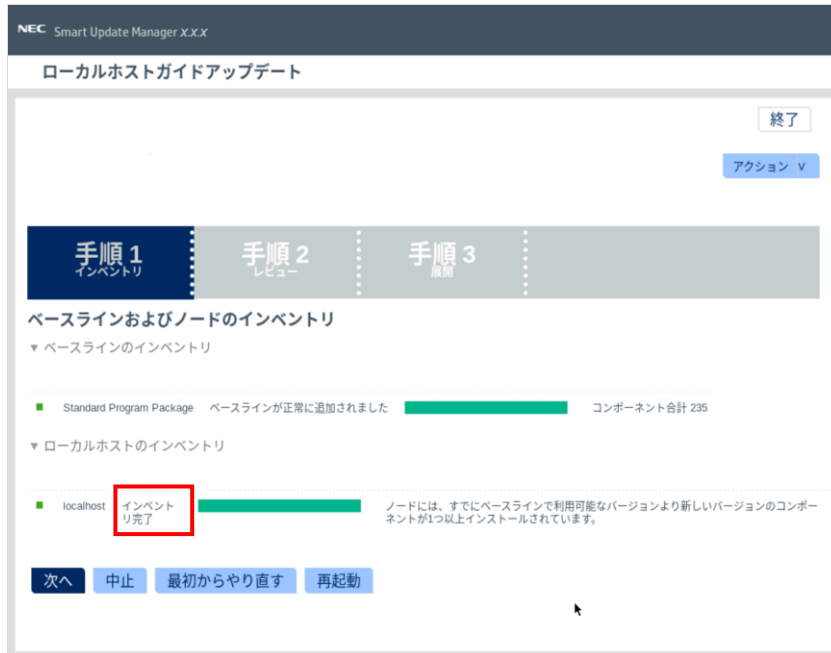 NEC Smart Update Manager X.X.X
ローカルホストガイドアップデート
終了
アクション ∨
手順 1
インベントリ
手順 2
レビュー
手順 3
展開
ベースラインおよびノードのインベントリ
▼ ベースラインのインベントリ
Standard Program Package ベースラインが正常に追加されました コンポーネント合計 235
▼ ローカルホストのインベントリ
localhost インベント
リ完了
ノードには、すでにベースラインで利用可能なバージョンより新しいバージョンのコンポー
ネントが1つ以上インストールされています。
次へ 中止 最初からやり直す 再起動